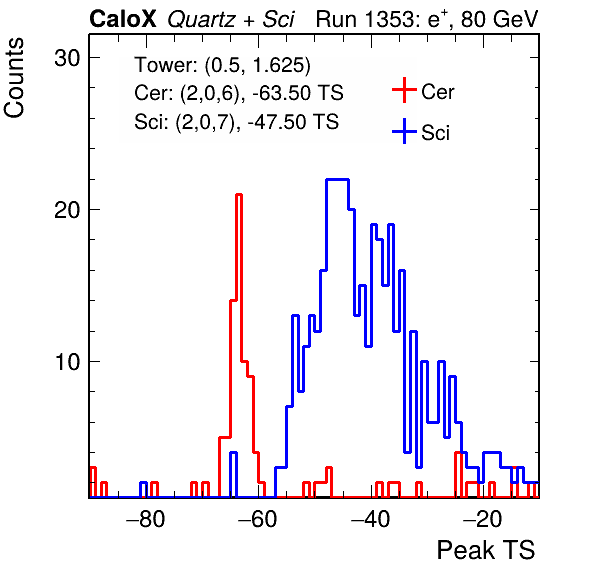 CaloX Quartz + Sci Run 1353: e+, 80 GeV
Counts
30
20
10
Tower: (0.5, 1.625)
Cer: (2,0,6), -63.50 TS
Sci: (2,0,7), -47.50 TS
Cer
Sci
−80 −60 −40 −20
Peak TS